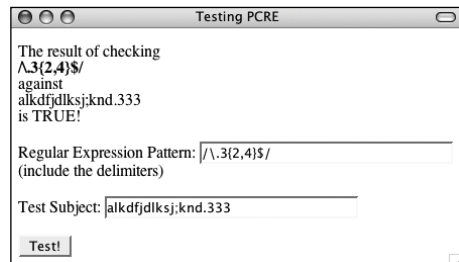 Testing PCRE
The result of checking
/\.3{2,4}$/
against
alkdfjdlksj;knd.333
is TRUE!
Regular Expression Pattern: /\.3{2,4}$/
(include the delimiters)
Test Subject: alkdfjdlksj;knd.333
Test!